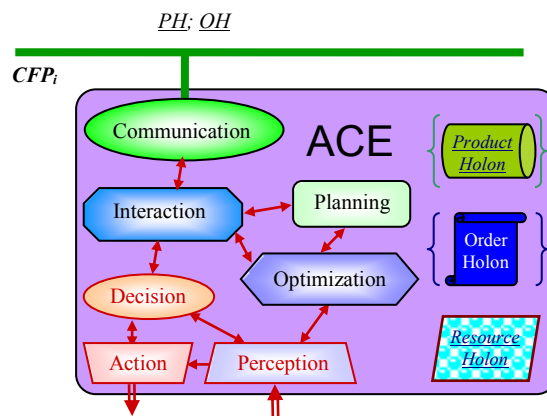 PH; OH
CFPi
Communication
ACE
Product
Holon
Interaction
Planning
Order
Holon
Optimization
Decision
Resource
Holon
Action
Perception